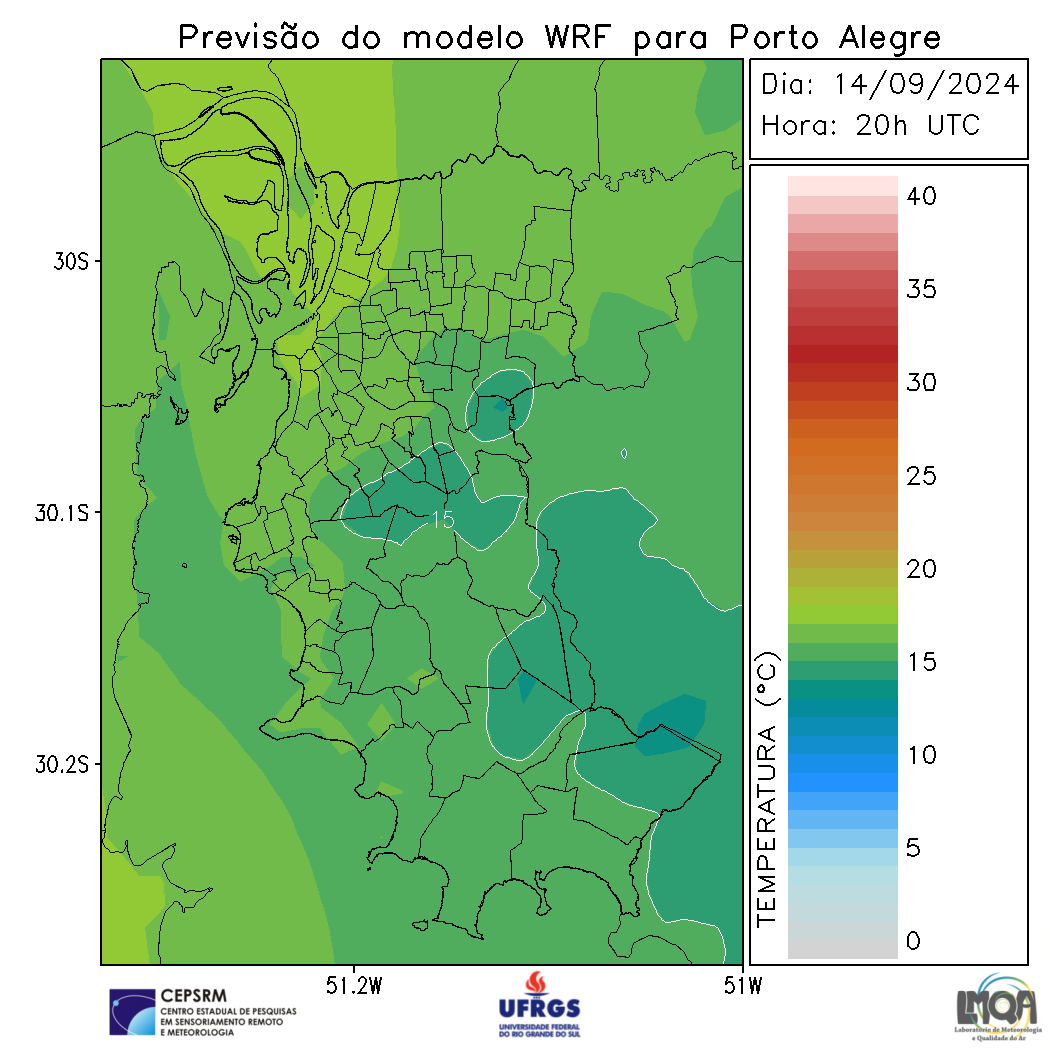 Previsão do modelo WRF para Porto Alegre
Dia: 14/09/2024
Hora: 20h UTC
40
35
30
25
20
15
10
5
0
TEMPERATURA (°C)
30S
30.1S
30.2S
15
51.2W
51W
CEPSRM
CENTRO ESTADUAL DE PESQUISAS
EM SENSORIAMENTO REMOTO
E METEOROLOGIA
UFRGS
UNIVERSIDADE FEDERAL
DO RIO GRANDE DO SUL
LMQA
Laboratório de Meteorologia
e Qualidade do Ar